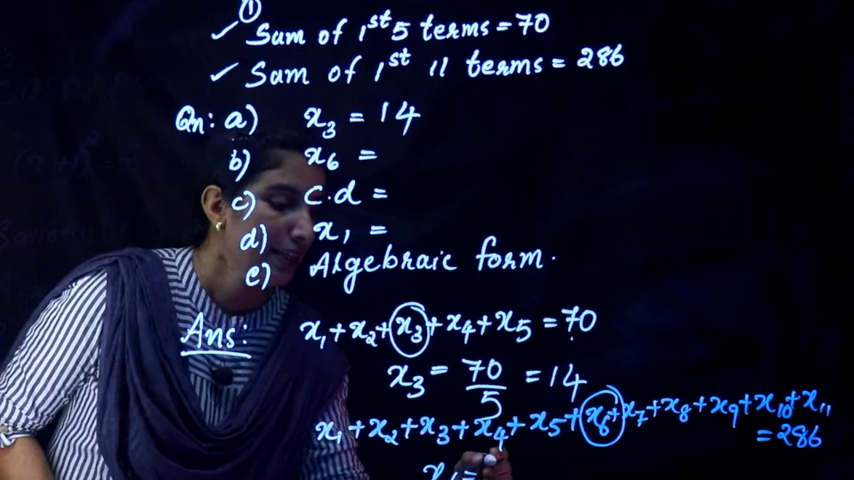 ①
✓ Sum of 1st 5 terms = 70
✓ Sum of 1st 11 terms = 286
Qn: a) x₃ = 14
b) x₆ =
c) c.d =
d) x₁ =
e) Algebraic form.
Ans: x₁+x₂+x₃+x₄+x₅ = 70
x₃ = 70/5 = 14
x₁+x₂+x₃+x₄+x₅+x₆+x₇+x₈+x₉+x₁₀+x₁₁
= 286
x₆ =